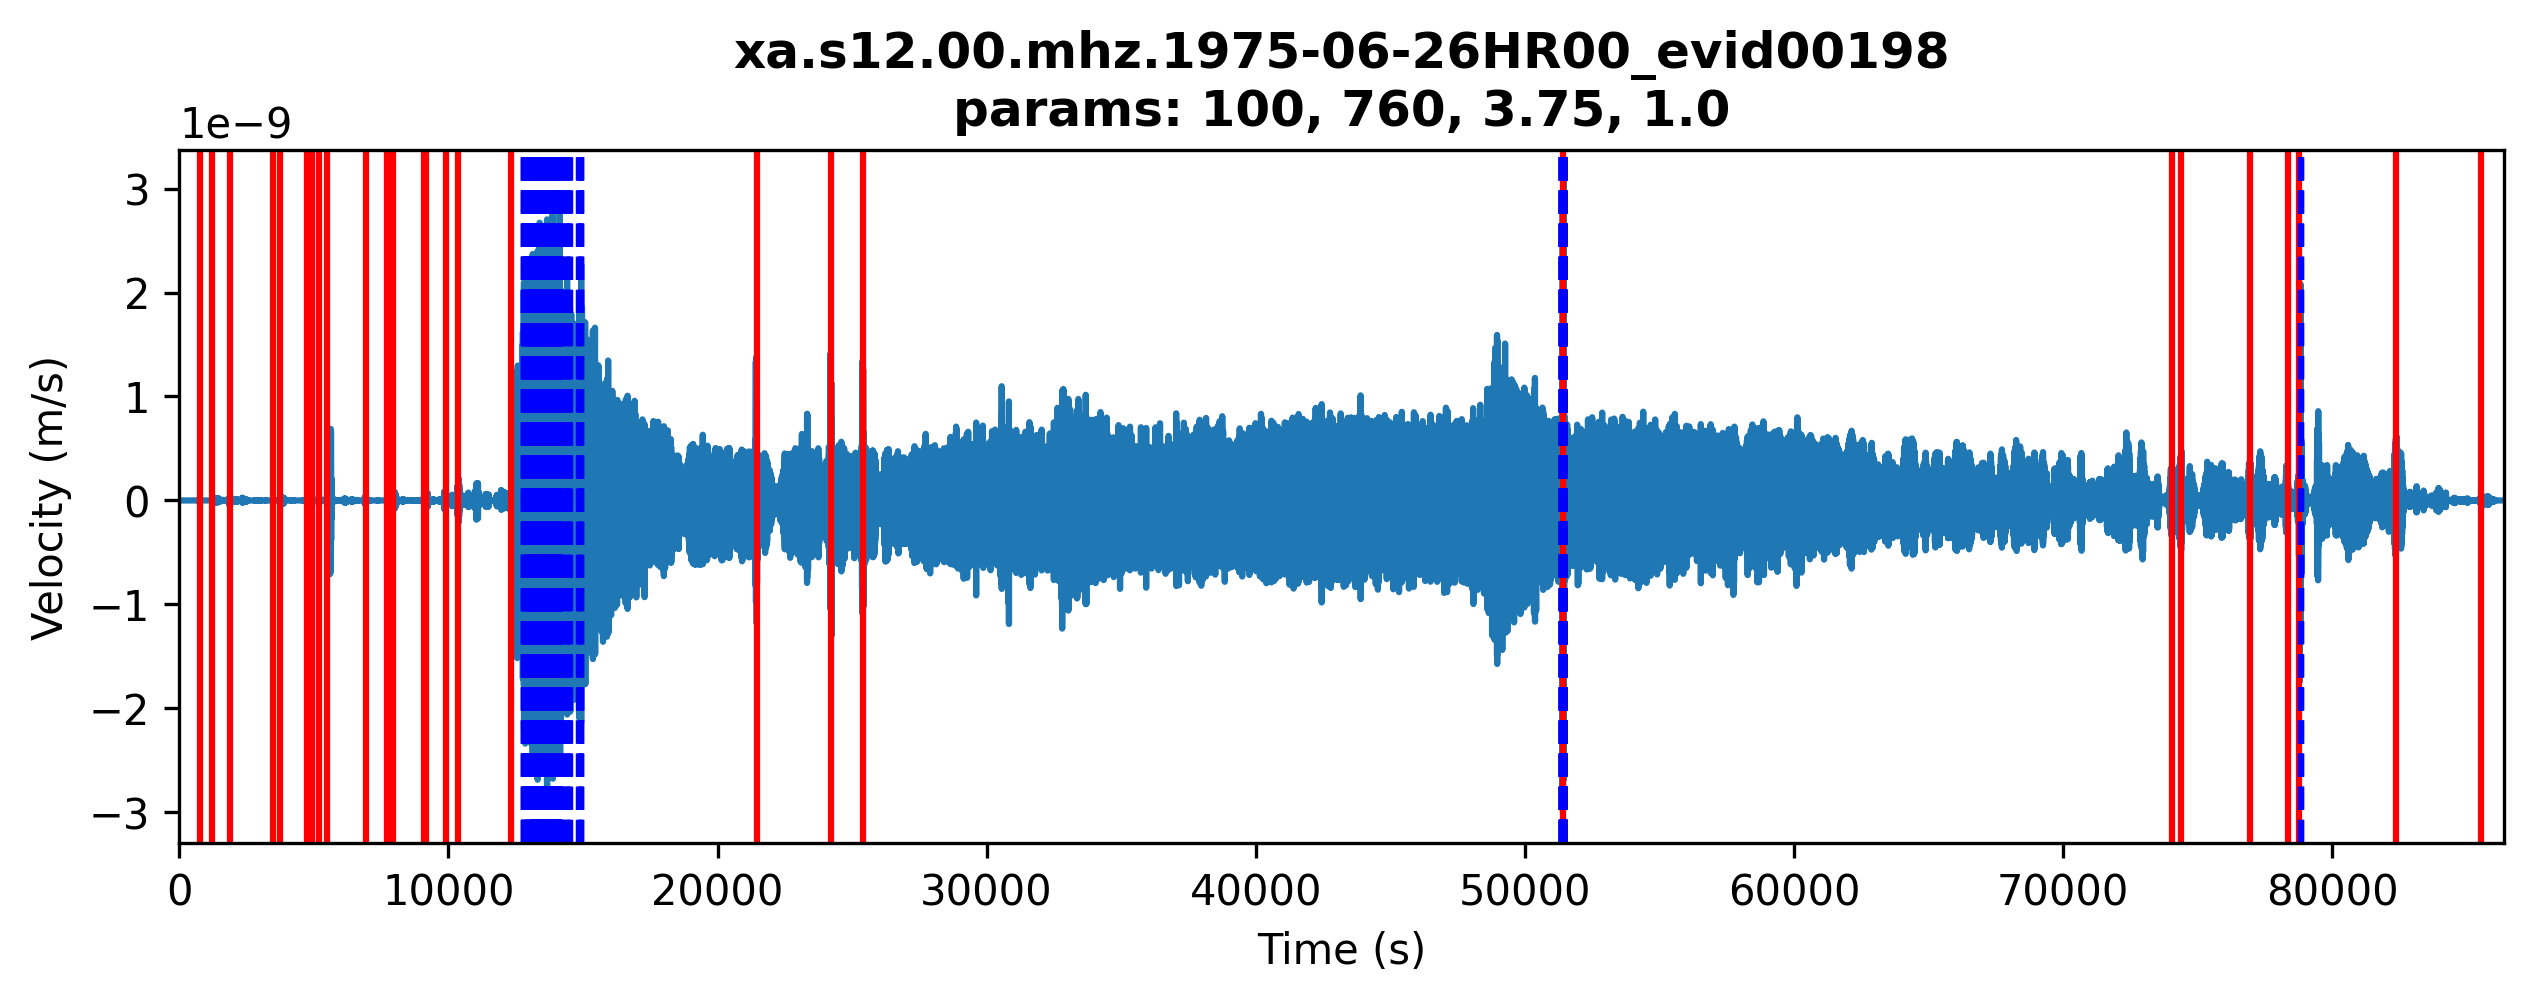 xa.s12.00.mhz.1975-06-26HR00_evid00198
params: 100, 760, 3.75, 1.0
1e−9
3
2
1
0
−1
−2
−3
Velocity (m/s)
0 10000 20000 30000 40000 50000 60000 70000 80000
Time (s)